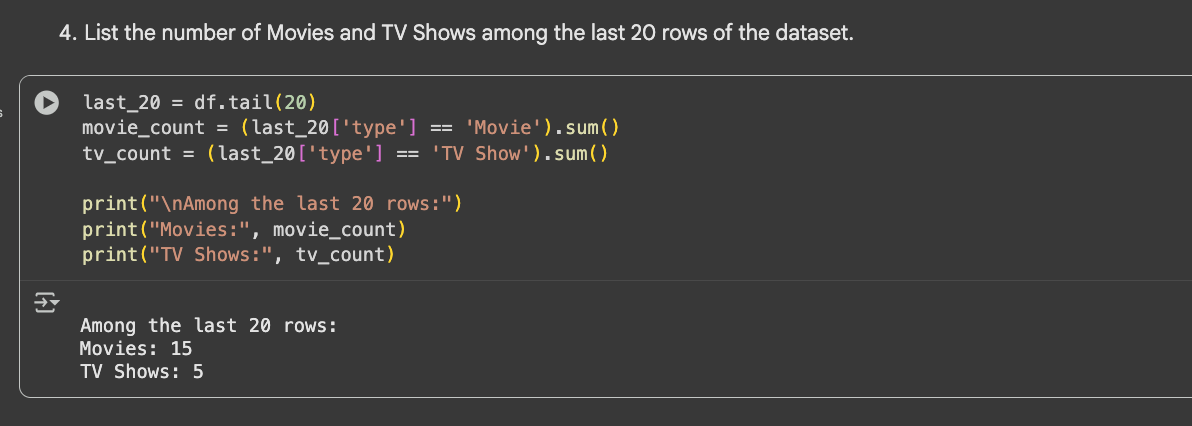 4. List the number of Movies and TV Shows among the last 20 rows of the dataset.
last_20 = df.tail(20)
movie_count = (last_20['type'] == 'Movie').sum()
tv_count = (last_20['type'] == 'TV Show').sum()
print("\nAmong the last 20 rows:")
print("Movies:", movie_count)
print("TV Shows:", tv_count)
Among the last 20 rows:
Movies: 15
TV Shows: 5